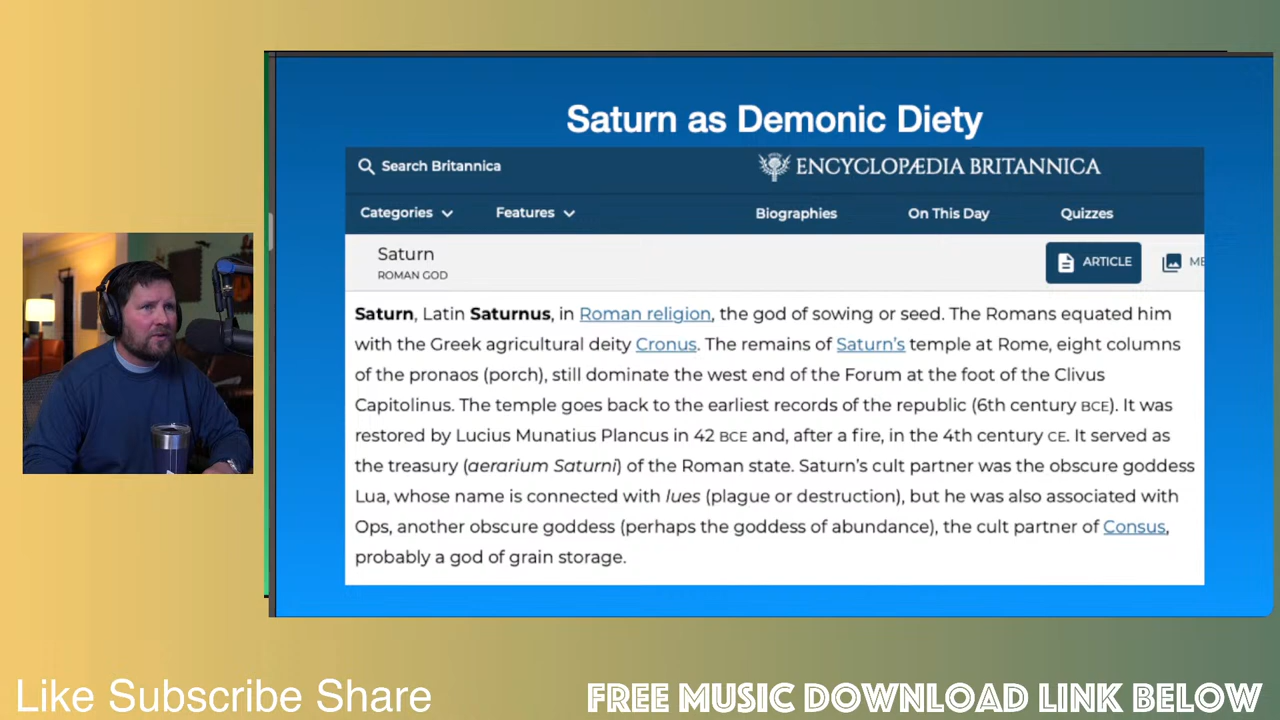 Saturn as Demonic Diety
Search Britannica
ENCYCLOPÆDIA BRITANNICA
Categories
Features
Biographies
On This Day
Quizzes
Saturn
ROMAN GOD
ARTICLE
ME
Saturn, Latin Saturnus, in Roman religion, the god of sowing or seed. The Romans equated him
with the Greek agricultural deity Cronus. The remains of Saturn's temple at Rome, eight columns
of the pronaos (porch), still dominate the west end of the Forum at the foot of the Clivus
Capitolinus. The temple goes back to the earliest records of the republic (6th century BCE). It was
restored by Lucius Munatius Plancus in 42 BCE and, after a fire, in the 4th century CE. It served as
the treasury (aerarium Saturni) of the Roman state. Saturn's cult partner was the obscure goddess
Lua, whose name is connected with lues (plague or destruction), but he was also associated with
Ops, another obscure goddess (perhaps the goddess of abundance), the cult partner of Consus,
probably a god of grain storage.
Like Subscribe Share
FREE MUSIC DOWNLOAD LINK BELOW